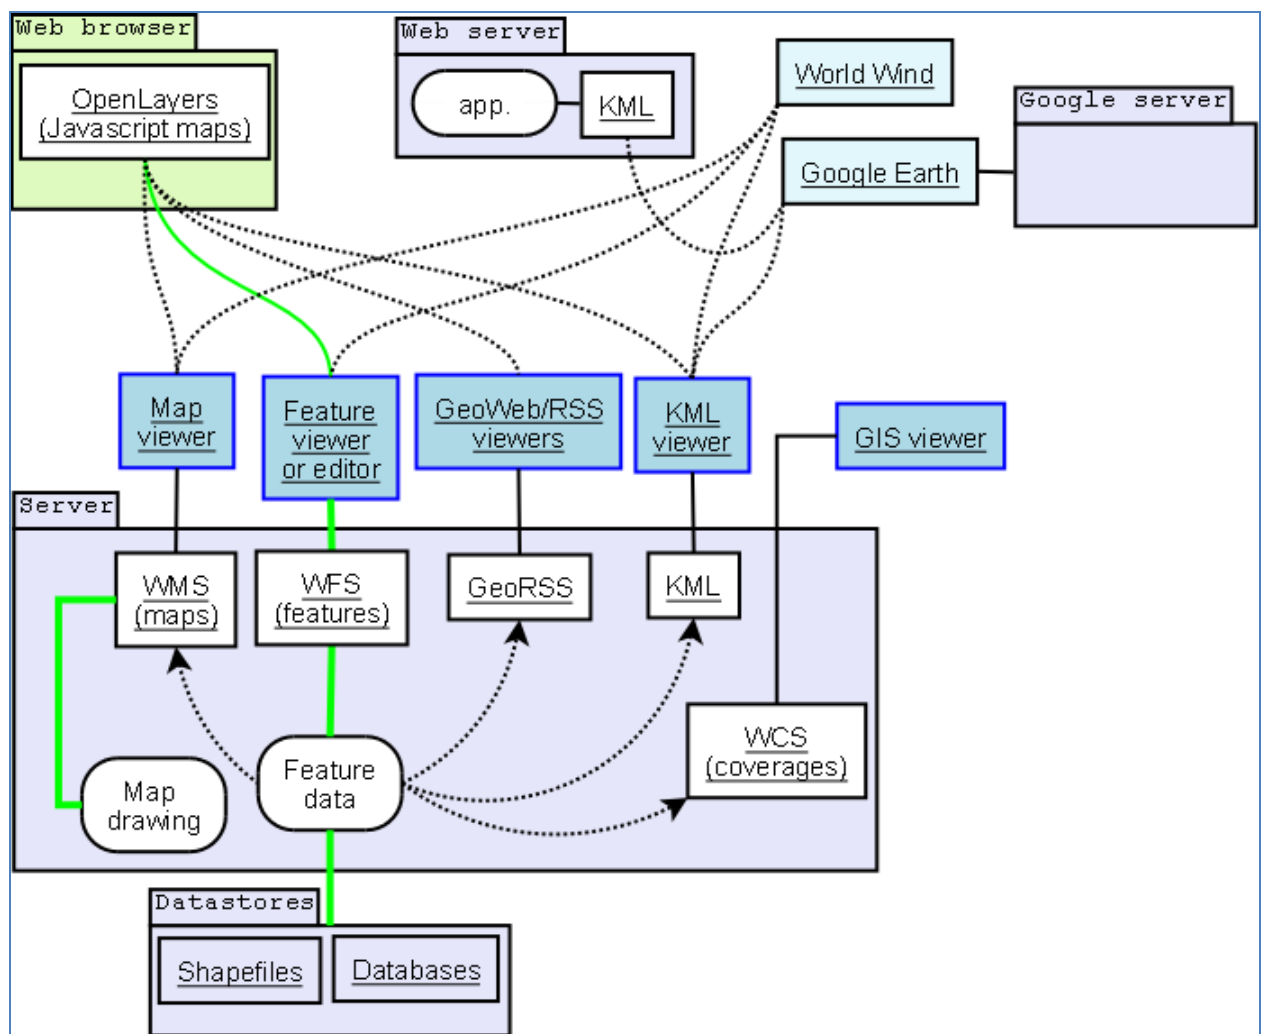 Web browser
OpenLayers
(Javascript maps)
Web server
app.
KML
World Wind
Google server
Google Earth
Map
viewer
Feature
viewer
or editor
GeoWeb/RSS
viewers
KML
viewer
GIS viewer
Server
WMS
(maps)
WFS
(features)
GeoRSS
KML
WCS
(coverages)
Map
drawing
Feature
data
Datastores
Shapefiles
Databases